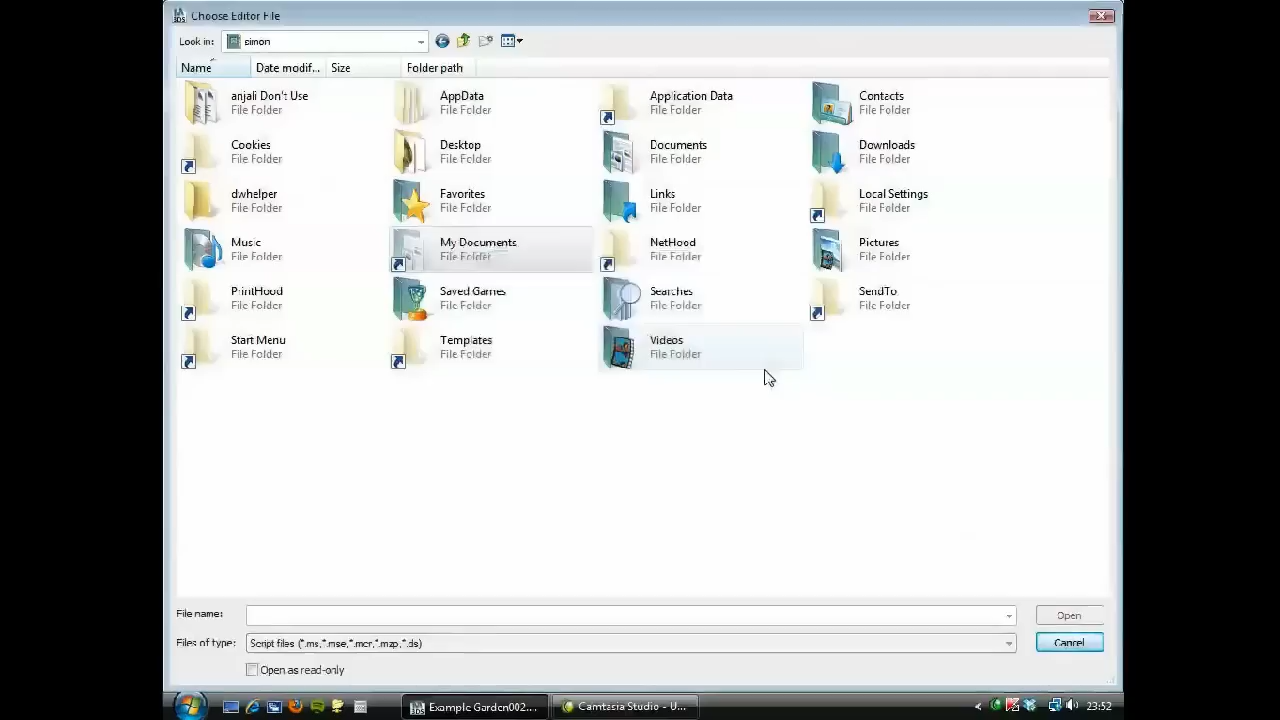 Choose Editor File
Look in: simon
Name Date modif... Size Folder path
anjali Don't Use AppData Application Data Contacts
File Folder File Folder File Folder File Folder
Cookies Desktop Documents Downloads
File Folder File Folder File Folder File Folder
dwhelper Favorites Links Local Settings
File Folder File Folder File Folder File Folder
Music My Documents NetHood Pictures
File Folder File Folder File Folder File Folder
PrintHood Saved Games Searches SendTo
File Folder File Folder File Folder File Folder
Start Menu Templates Videos
File Folder File Folder File Folder
File name: Open
Files of type: Script files (*.ms,*.mse,*.mcr,*.mzp,*.ds) Cancel
Open as read-only
Example Garden002... Camtasia Studio - U... 23:52